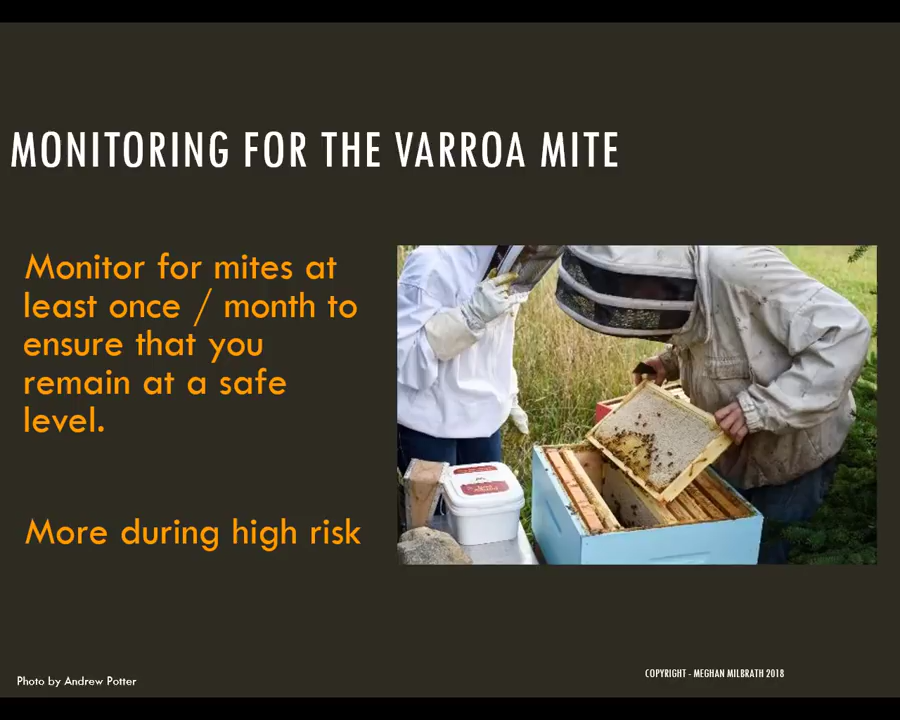 MONITORING FOR THE VARROA MITE
Monitor for mites at
least once / month to
ensure that you
remain at a safe
level.
More during high risk
Photo by Andrew Potter
COPYRIGHT - MEGHAN MILBRATH 2018